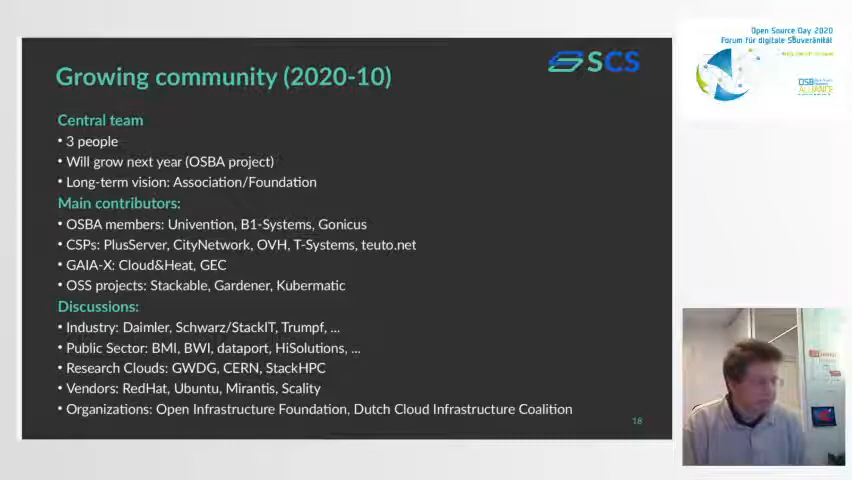 Growing community (2020-10)
SCS
Central team
• 3 people
• Will grow next year (OSBA project)
• Long-term vision: Association/Foundation
Main contributors:
• OSBA members: Univention, B1-Systems, Gonicus
• CSPs: PlusServer, CityNetwork, OVH, T-Systems, teuto.net
• GAIA-X: Cloud&Heat, GEC
• OSS projects: Stackable, Gardener, Kubermatic
Discussions:
• Industry: Daimler, Schwarz/StackIT, Trumpf, ...
• Public Sector: BMI, BWI, dataport, HiSolutions, ...
• Research Clouds: GWDG, CERN, StackHPC
• Vendors: RedHat, Ubuntu, Mirantis, Scality
• Organizations: Open Infrastructure Foundation, Dutch Cloud Infrastructure Coalition
18
Open Source Day 2020
Forum für digitale Souveränität
OSB
ALLIANCE